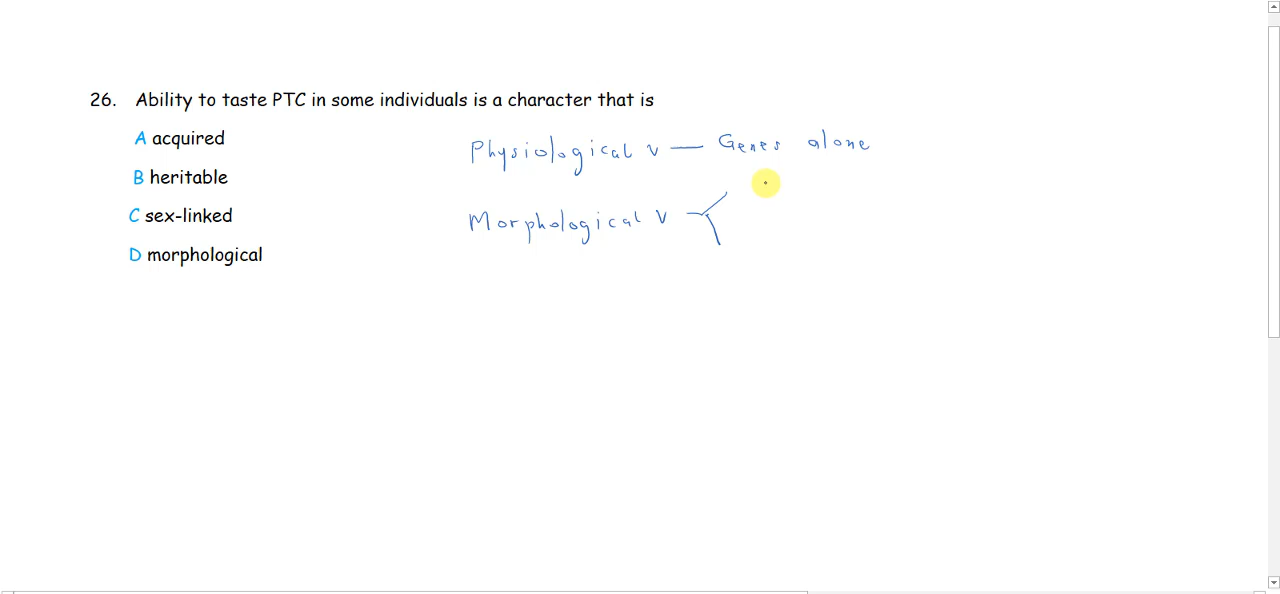 26. Ability to taste PTC in some individuals is a character that is
A acquired
B heritable
C sex-linked
D morphological
Physiological v — Genes alone
Morphological v